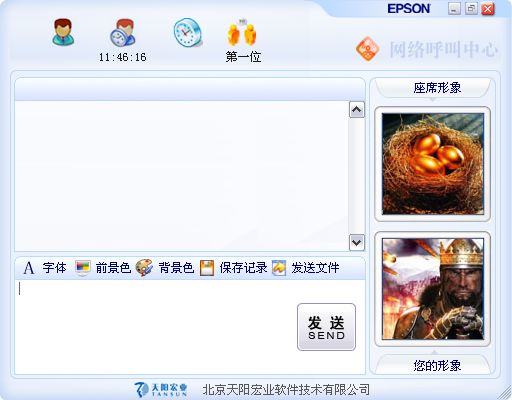 EPSON
11:46:16
第一位
网络呼叫中心
座席形象
A 字体 前景色 背景色 保存记录 发送文件
发送
SEND
您的形象
天阳宏业
TANSUN
北京天阳宏业软件技术有限公司